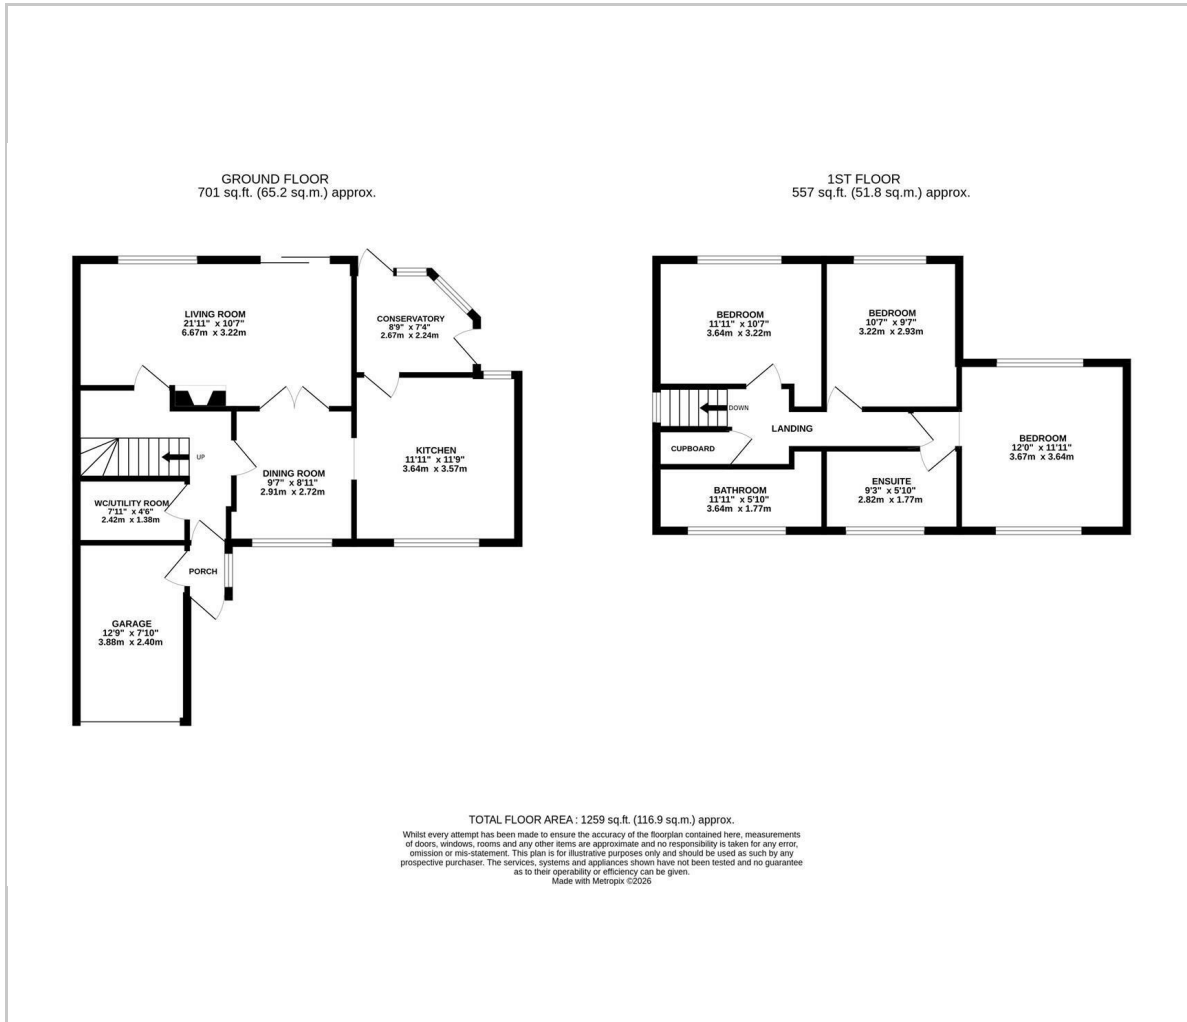 GROUND FLOOR
701 sq.ft. (65.2 sq.m.) approx.
1ST FLOOR
557 sq.ft. (51.8 sq.m.) approx.
LIVING ROOM
21'11" x 10'7"
6.67m x 3.22m
CONSERVATORY
8'9" x 7'4"
2.67m x 2.24m
UP
DINING ROOM
9'7" x 8'11"
2.91m x 2.72m
KITCHEN
11'11" x 11'9"
3.64m x 3.57m
WC/UTILITY ROOM
7'11" x 4'6"
2.42m x 1.38m
PORCH
GARAGE
12'9" x 7'10"
3.88m x 2.40m
BEDROOM
11'11" x 10'7"
3.64m x 3.22m
BEDROOM
10'7" x 9'7"
3.22m x 2.93m
DOWN
LANDING
CUPBOARD
BEDROOM
12'0" x 11'11"
3.67m x 3.64m
BATHROOM
11'11" x 5'10"
3.64m x 1.77m
ENSUITE
9'3" x 5'10"
2.82m x 1.77m
TOTAL FLOOR AREA : 1259 sq.ft. (116.9 sq.m.) approx.
Whilst every attempt has been made to ensure the accuracy of the floorplan contained here, measurements
of doors, windows, rooms and any other items are approximate and no responsibility is taken for any error,
omission or mis-statement. This plan is for illustrative purposes only and should be used as such by any
prospective purchaser. The services, systems and appliances shown have not been tested and no guarantee
as to their operability or efficiency can be given.
Made with Metropix ©2026